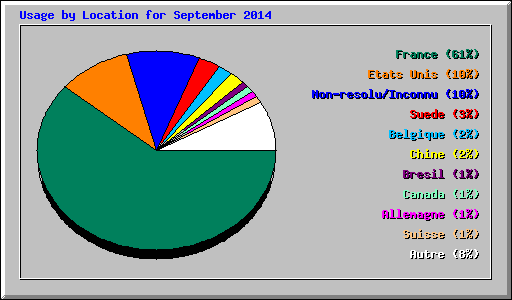 Usage by Location for September 2014
France (61%)
Etats Unis (10%)
Non-resolu/Inconnu (10%)
Suede (3%)
Belgique (2%)
Chine (2%)
Bresil (1%)
Canada (1%)
Allemagne (1%)
Suisse (1%)
Autre (8%)